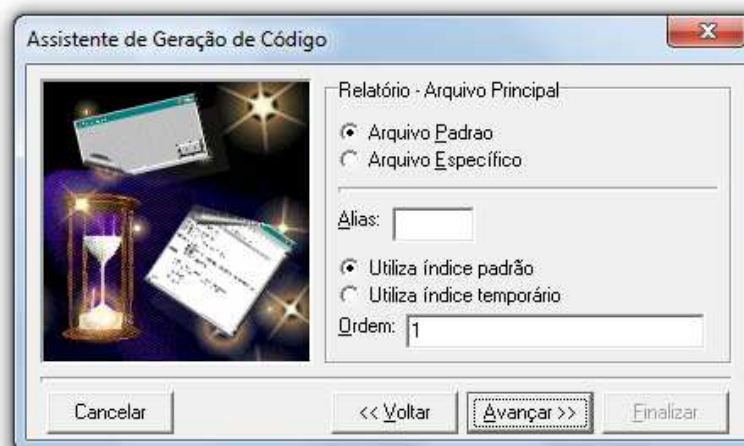 Assistente de Geração de Código
Relatório - Arquivo Principal
Arquivo Padrao
Arquivo Específico
Alias:
Utiliza índice padrão
Utiliza índice temporário
Ordem: 1
Cancelar << Voltar Avançar >> Finalizar